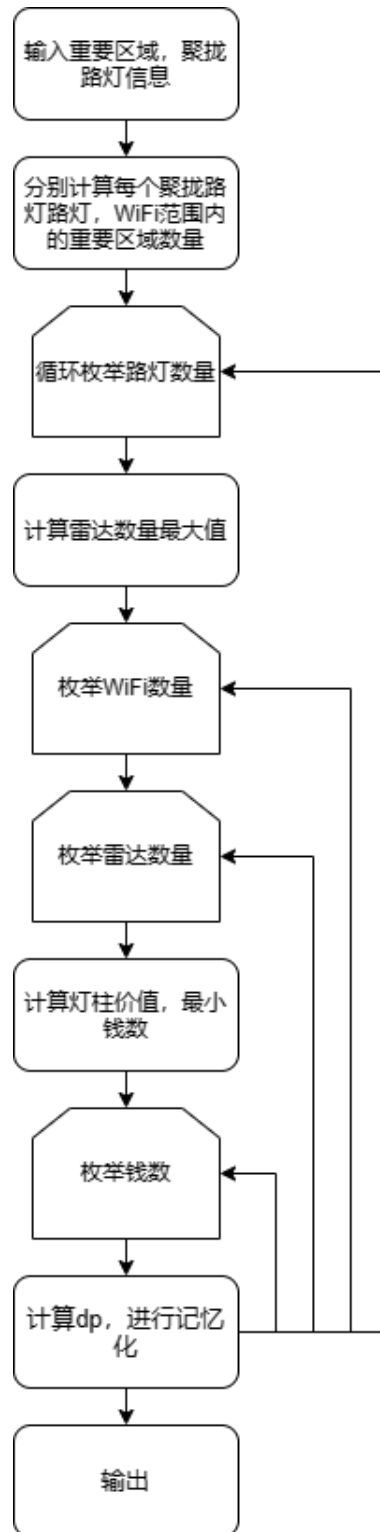 输入重要区域，聚拢
路灯信息
分别计算每个聚拢路
灯路灯，WiFi范围内
的重要区域数量
循环枚举路灯数量
计算雷达数量最大值
枚举WiFi数量
枚举雷达数量
计算灯柱价值，最小
钱数
枚举钱数
计算dp，进行记忆
化
输出